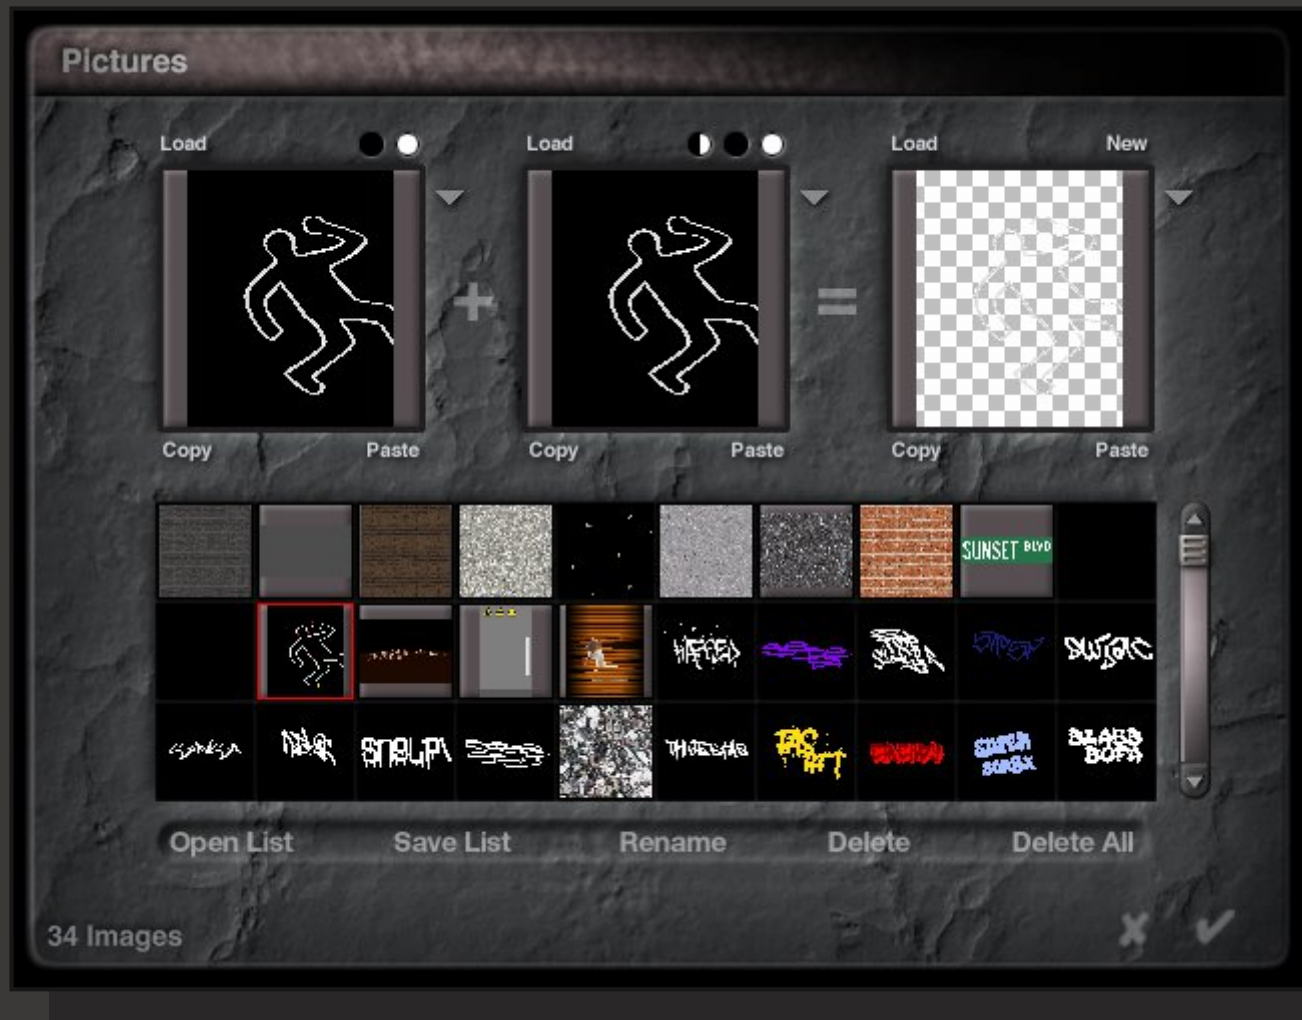 Pictures
Load
Load
Load New
Copy Paste
Copy Paste
Copy Paste
SUNSET BLVD
Open List Save List Rename Delete Delete All
34 Images